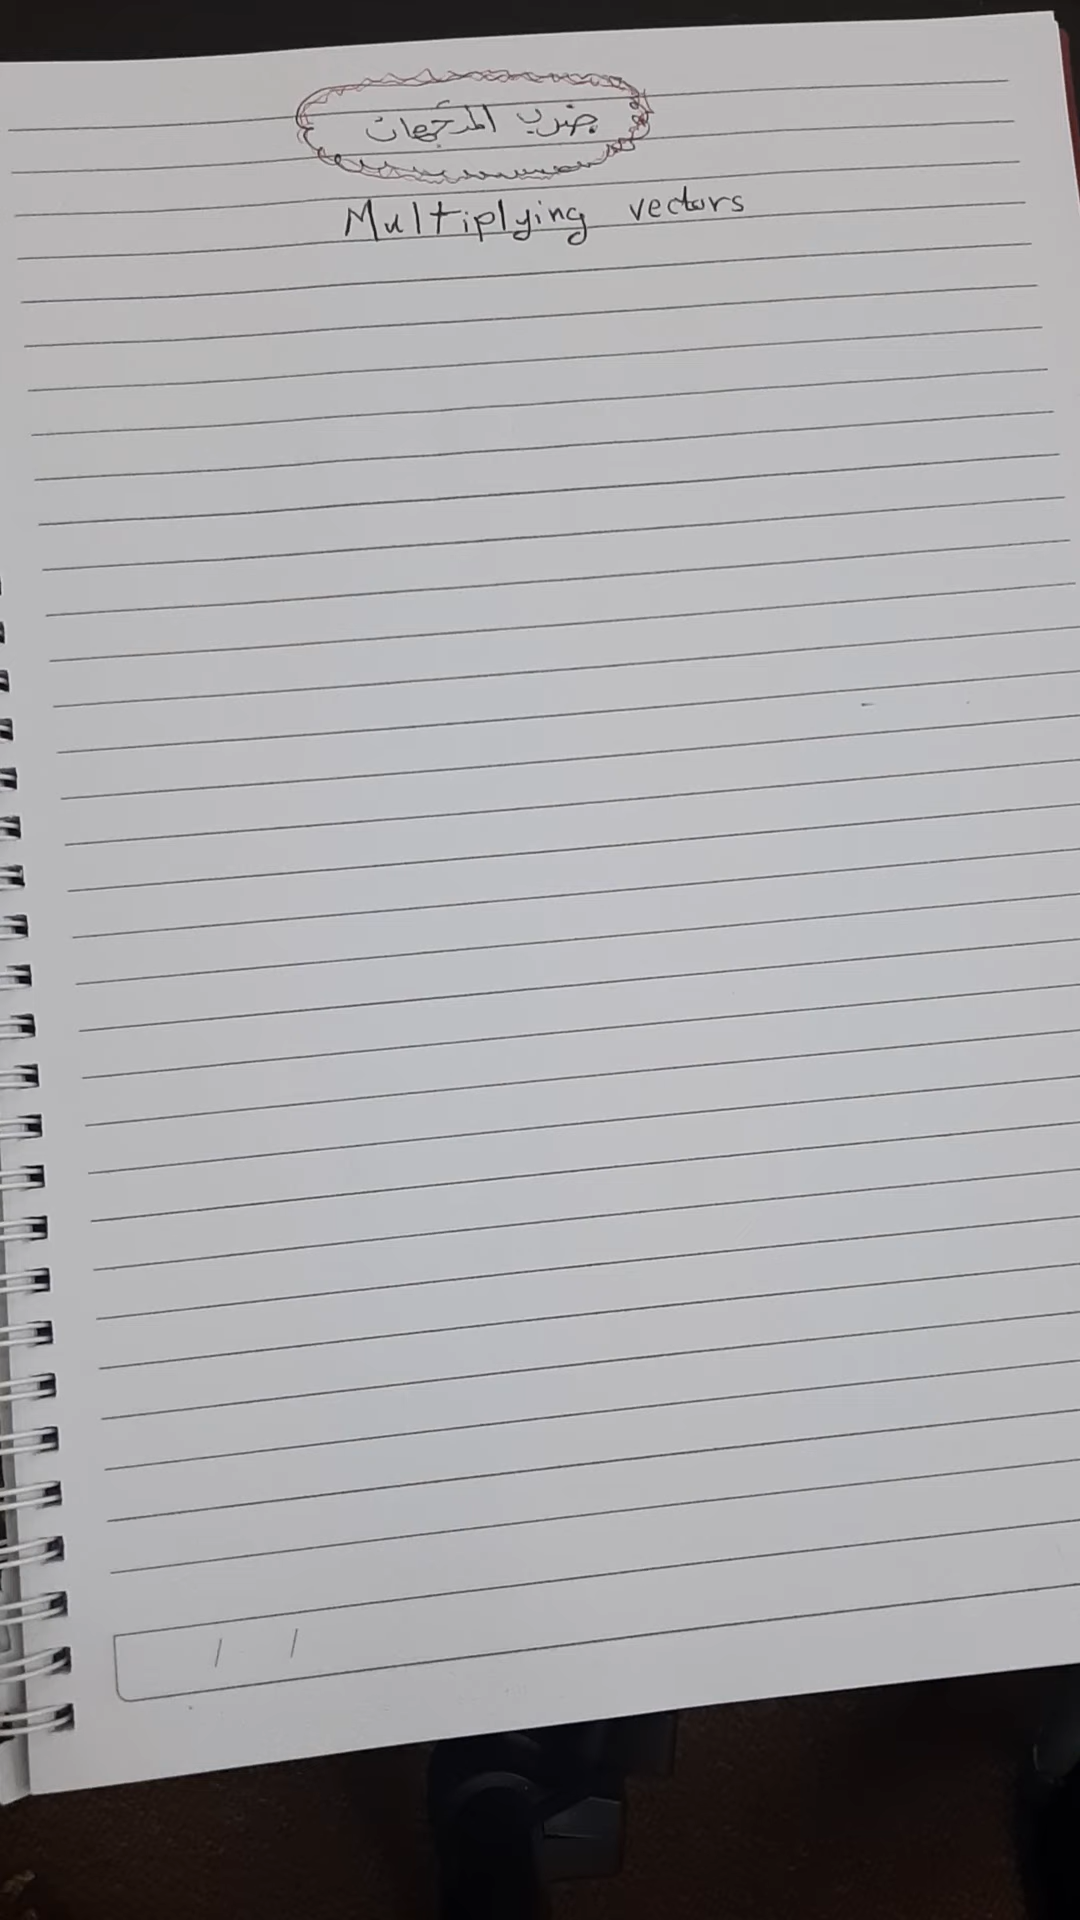 ضرب المتجهات
Multiplying vectors
/ /